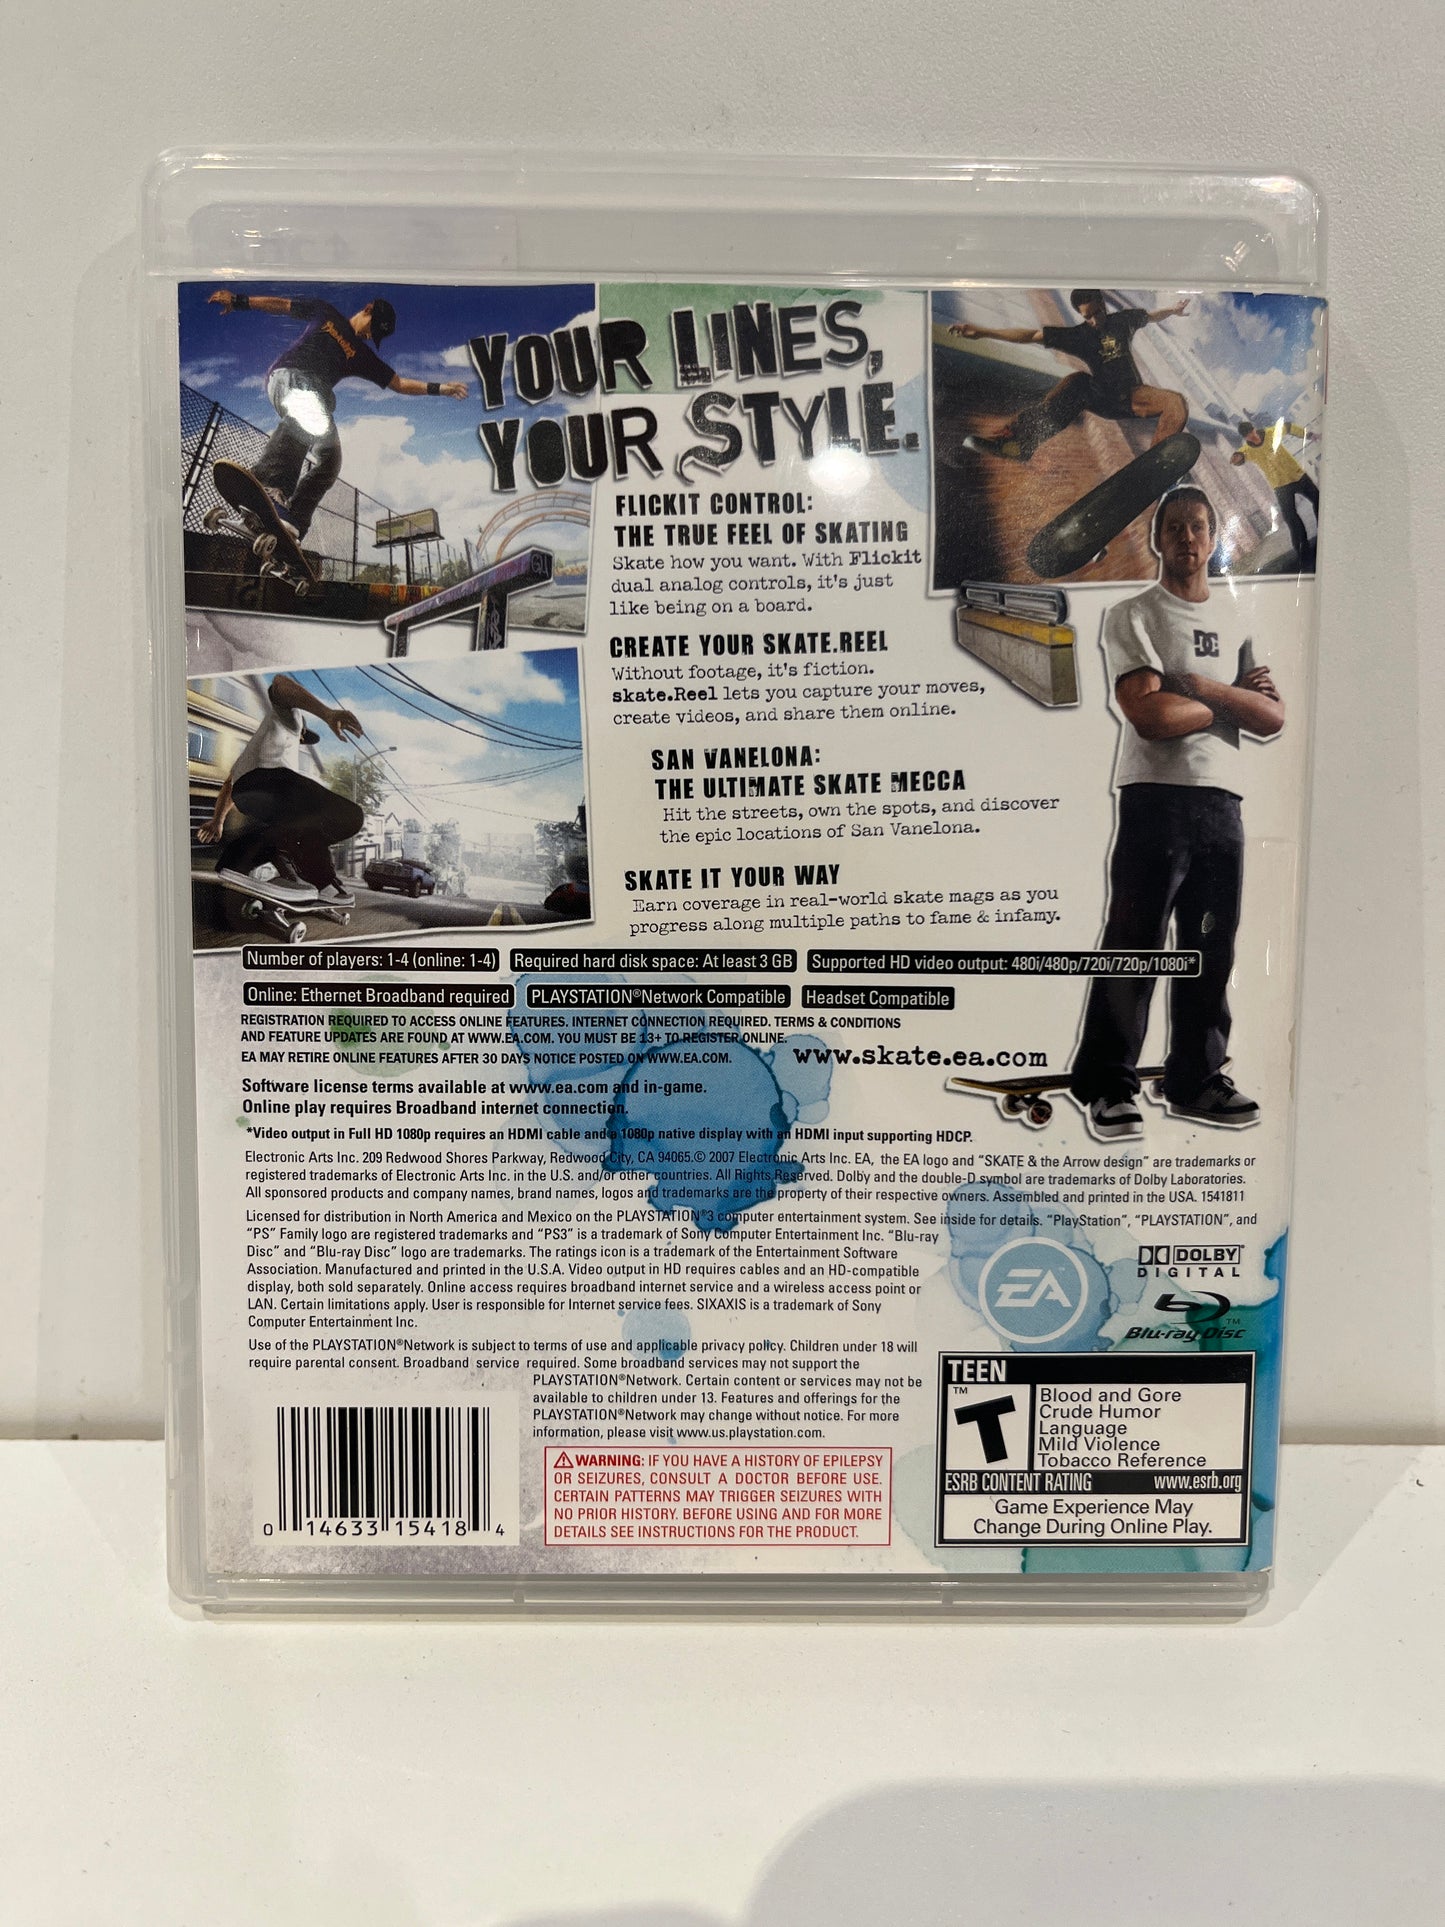 YOUR LINES,
YOUR STYLE.
FLICKIT CONTROL:
THE TRUE FEEL OF SKATING
Skate how you want. With Flickit
dual analog controls, it's just
like being on a board.
CREATE YOUR SKATE.REEL
Without footage, it's fiction.
skate.Reel lets you capture your moves,
create videos, and share them online.
DC
SAN VANELONA:
THE ULTIMATE SKATE MECCA
Hit the streets, own the spots, and discover
the epic locations of San Vanelona.
SKATE IT YOUR WAY
Earn coverage in real-world skate mags as you
progress along multiple paths to fame & infamy.
Number of players: 1-4 (online: 1-4) Required hard disk space: At least 3 GB Supported HD video output: 480i/480p/720i/720p/1080i*
Online: Ethernet Broadband required PLAYSTATION®Network Compatible Headset Compatible
REGISTRATION REQUIRED TO ACCESS ONLINE FEATURES. INTERNET CONNECTION REQUIRED. TERMS & CONDITIONS
AND FEATURE UPDATES ARE FOUND AT WWW.EA.COM. YOU MUST BE 13+ TO REGISTER ONLINE.
EA MAY RETIRE ONLINE FEATURES AFTER 30 DAYS NOTICE POSTED ON WWW.EA.COM.
www.skate.ea.com
Software license terms available at www.ea.com and in-game.
Online play requires Broadband internet connection.
*Video output in Full HD 1080p requires an HDMI cable and a 1080p native display with an HDMI input supporting HDCP.
Electronic Arts Inc. 209 Redwood Shores Parkway, Redwood City, CA 94065.© 2007 Electronic Arts Inc. EA, the EA logo and "SKATE & the Arrow design" are trademarks or
registered trademarks of Electronic Arts Inc. in the U.S. and/or other countries. All Rights Reserved. Dolby and the double-D symbol are trademarks of Dolby Laboratories.
All sponsored products and company names, brand names, logos and trademarks are the property of their respective owners. Assembled and printed in the USA. 1541811
Licensed for distribution in North America and Mexico on the PLAYSTATION®3 computer entertainment system. See inside for details. "PlayStation", "PLAYSTATION", and
"PS" Family logo are registered trademarks and "PS3" is a trademark of Sony Computer Entertainment Inc. "Blu-ray
Disc" and "Blu-ray Disc" logo are trademarks. The ratings icon is a trademark of the Entertainment Software
Association. Manufactured and printed in the U.S.A. Video output in HD requires cables and an HD-compatible
display, both sold separately. Online access requires broadband internet service and a wireless access point or
LAN. Certain limitations apply. User is responsible for Internet service fees. SIXAXIS is a trademark of Sony
Computer Entertainment Inc.
EA
DOLBY
DIGITAL
Blu-ray Disc™
Use of the PLAYSTATION®Network is subject to terms of use and applicable privacy policy. Children under 18 will
require parental consent. Broadband service required. Some broadband services may not support the
PLAYSTATION®Network. Certain content or services may not be
available to children under 13. Features and offerings for the
PLAYSTATION®Network may change without notice. For more
information, please visit www.us.playstation.com.
0 14633 15418 4
⚠WARNING: IF YOU HAVE A HISTORY OF EPILEPSY
OR SEIZURES, CONSULT A DOCTOR BEFORE USE.
CERTAIN PATTERNS MAY TRIGGER SEIZURES WITH
NO PRIOR HISTORY. BEFORE USING AND FOR MORE
DETAILS SEE INSTRUCTIONS FOR THE PRODUCT.
TEEN
™
T
Blood and Gore
Crude Humor
Language
Mild Violence
Tobacco Reference
ESRB CONTENT RATING www.esrb.org
Game Experience May
Change During Online Play.